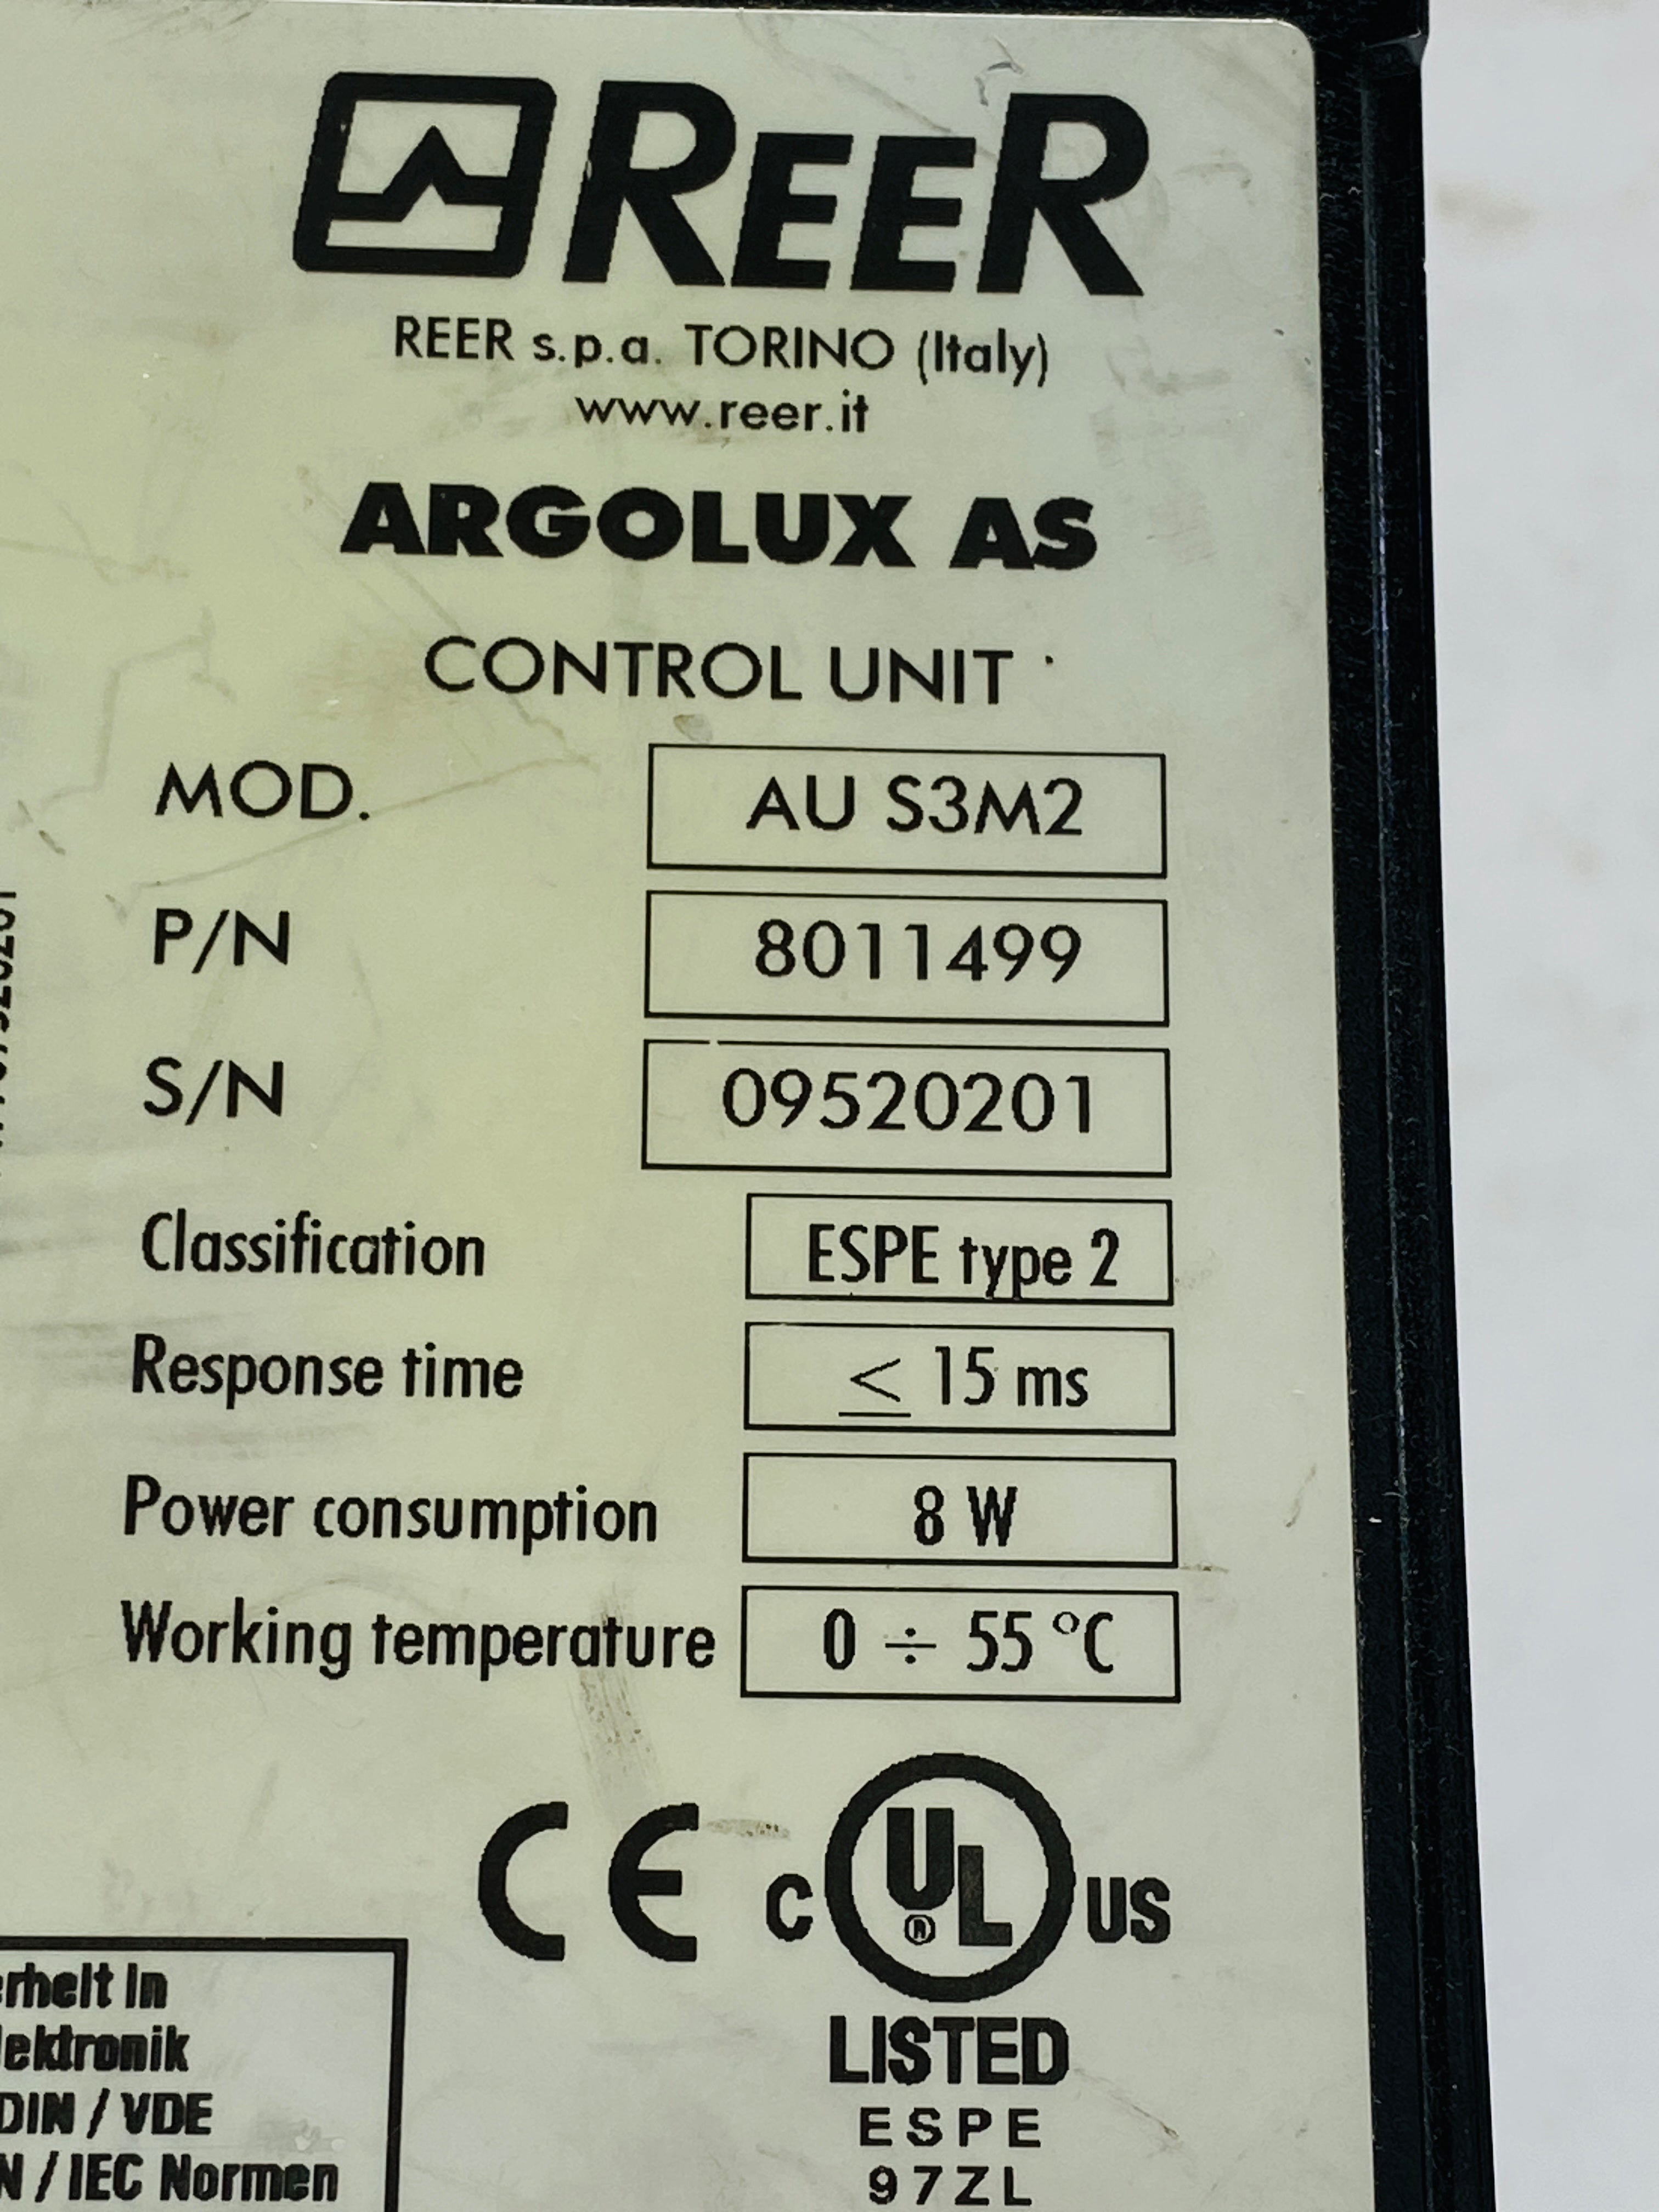 REER
REER s.p.a. TORINO (Italy)
www.reer.it
ARGOLUX AS
CONTROL UNIT
MOD. AU S3M2
P/N 8011499
S/N 09520201
Classification ESPE type 2
Response time ≤ 15 ms
Power consumption 8 W
Working temperature 0 ÷ 55 °C
CE C UL ® US
LISTED
ESPE
97ZL
erheit in
lektronik
DIN / VDE
N / IEC Normen